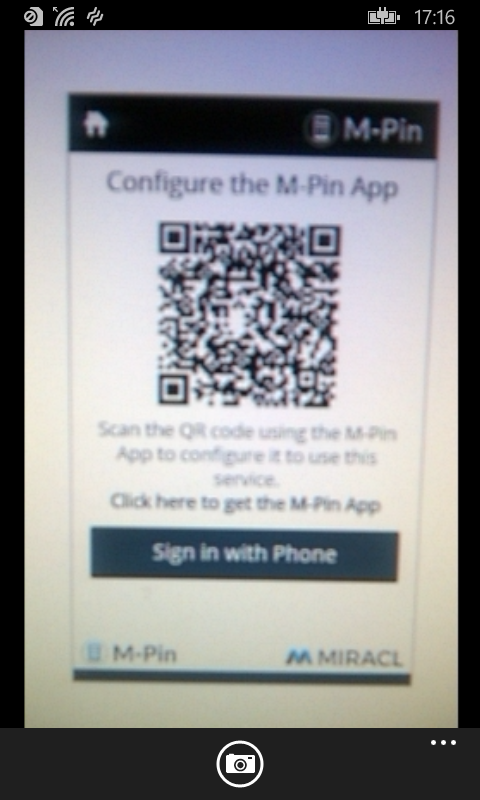 17:16
M-Pin
Configure the M-Pin App
Scan the QR code using the M-Pin
App to configure it to use this
service.
Click here to get the M-Pin App
Sign in with Phone
M-Pin
MIRACL